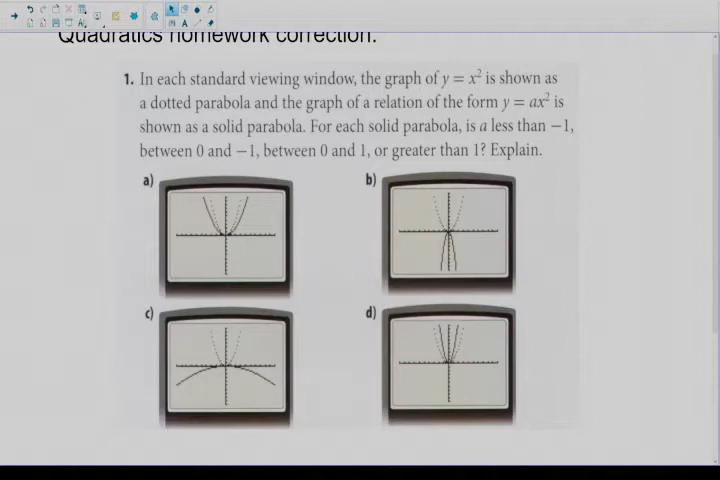 Quadratics homework correction.
1. In each standard viewing window, the graph of y = x² is shown as
a dotted parabola and the graph of a relation of the form y = ax² is
shown as a solid parabola. For each solid parabola, is a less than −1,
between 0 and −1, between 0 and 1, or greater than 1? Explain.
a) b)
c) d)